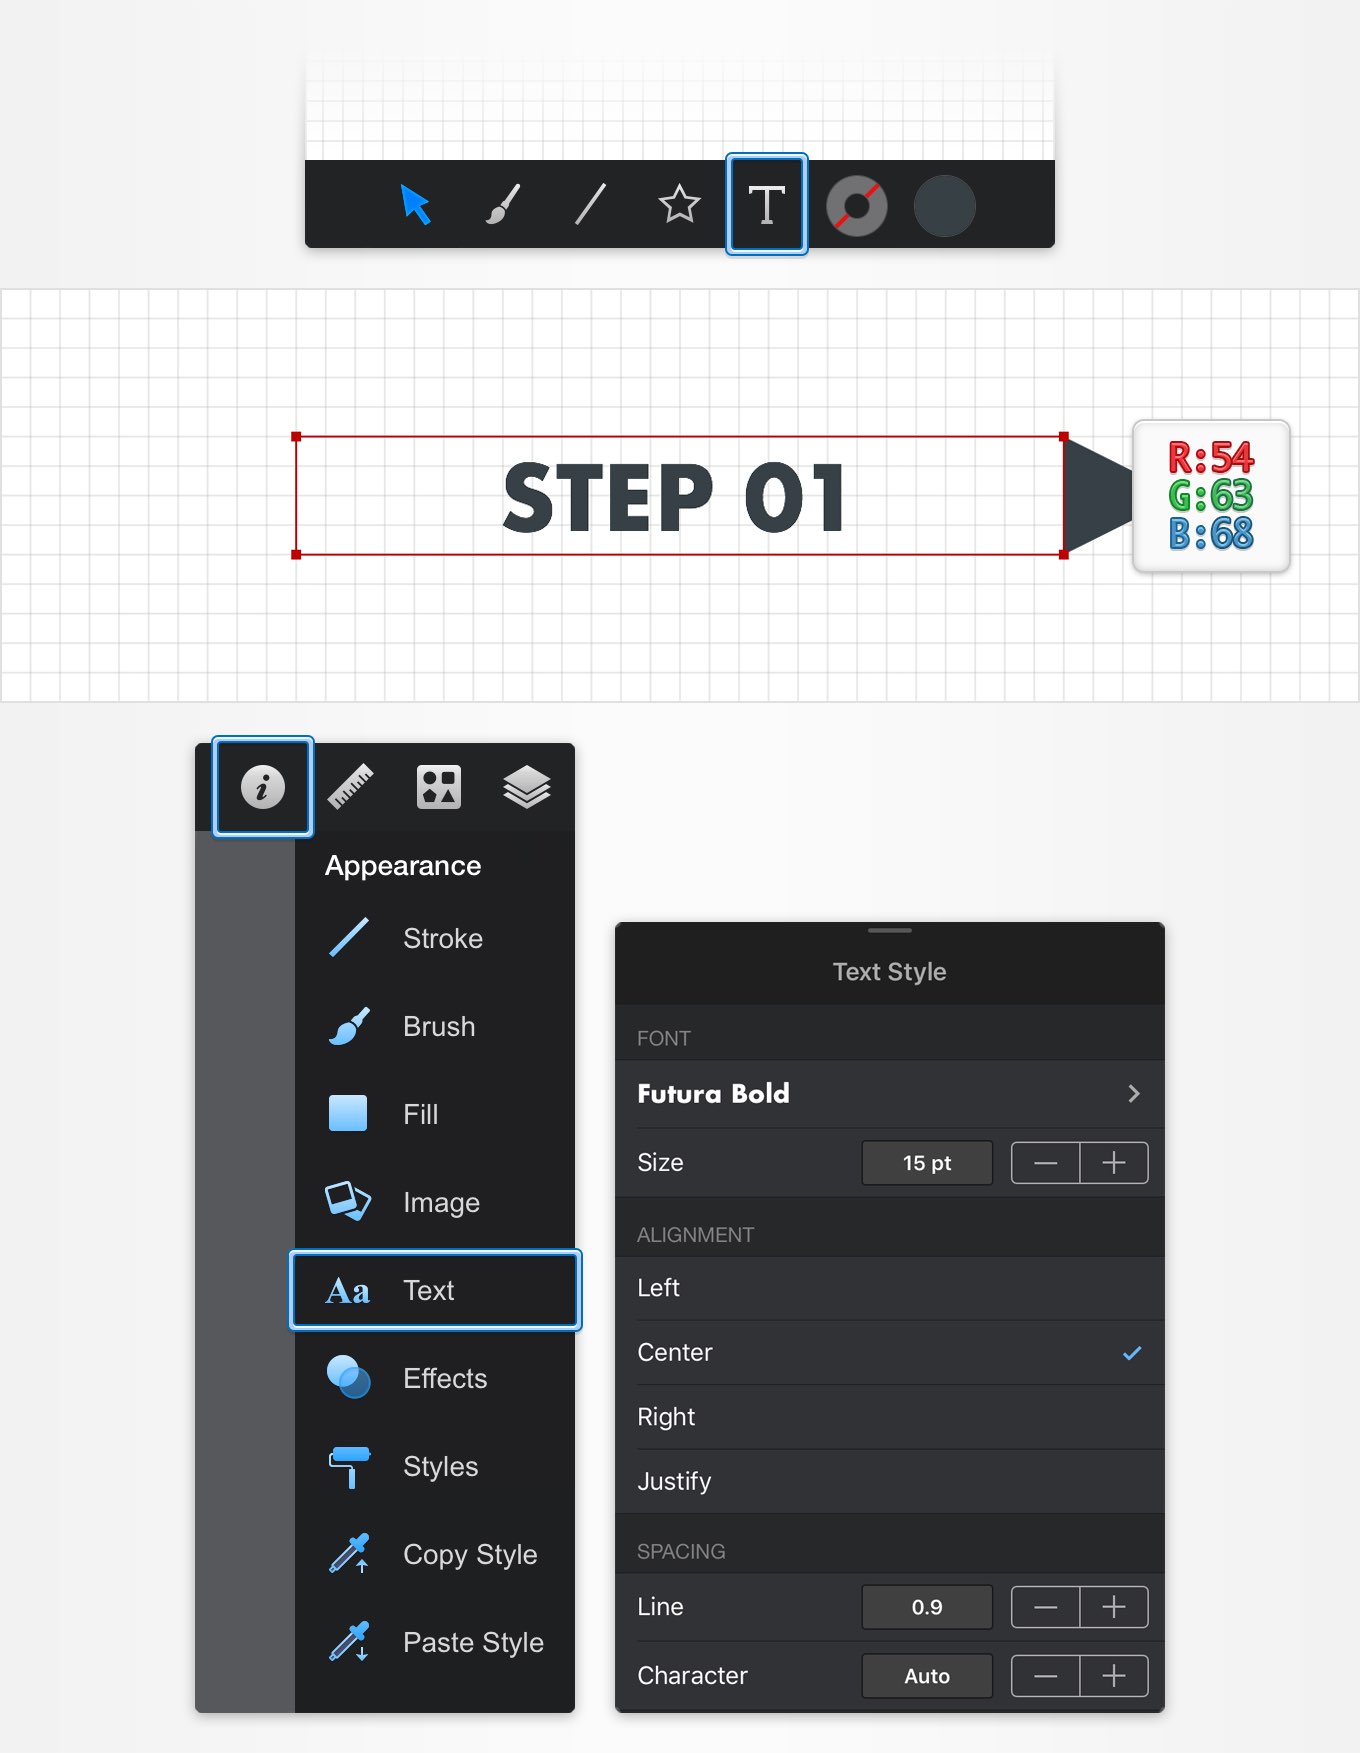 T
STEP 01
R:54
G:63
B:68
i
Appearance
Stroke
Brush
Fill
Image
Aa Text
Effects
Styles
Copy Style
Paste Style
Text Style
FONT
Futura Bold
Size 15 pt
ALIGNMENT
Left
Center
Right
Justify
SPACING
Line 0.9
Character Auto